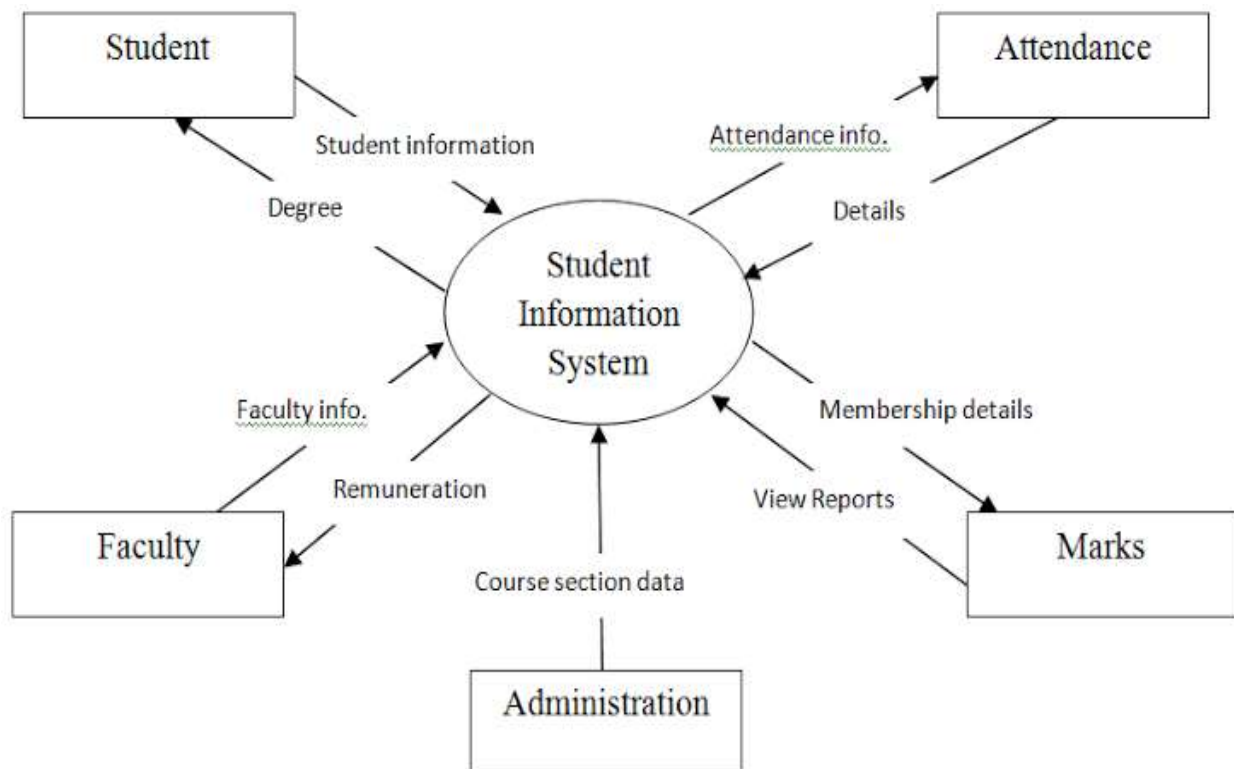 Student
Attendance
Student information
Attendance info.
Degree
Details
Student
Information
System
Faculty info.
Membership details
Remuneration
View Reports
Faculty
Marks
Course section data
Administration